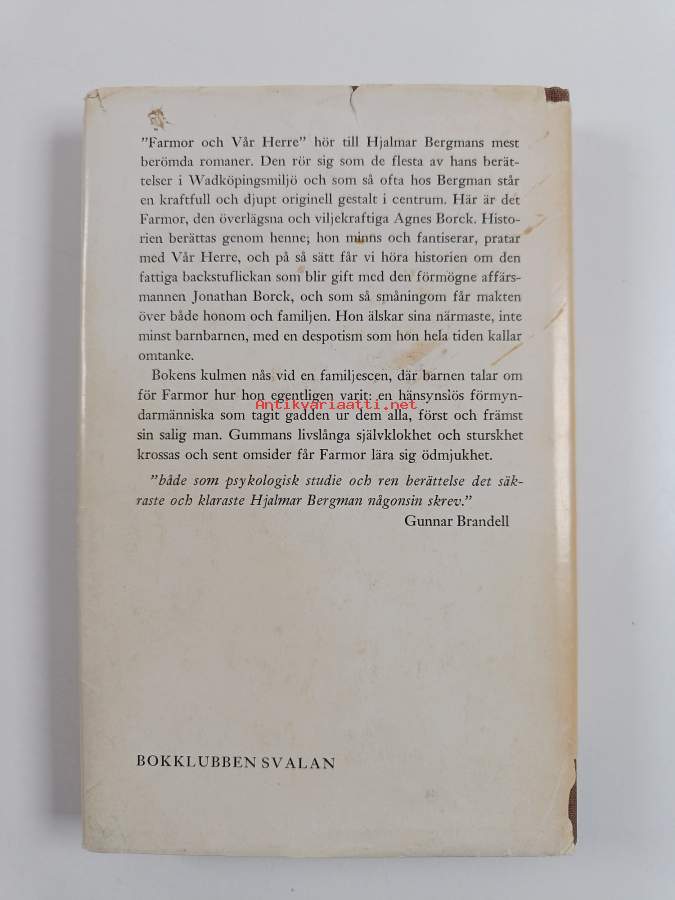 "Farmor och Vår Herre" hör till Hjalmar Bergmans mest
berömda romaner. Den rör sig som de flesta av hans berät-
telser i Wadköpingsmiljö och som så ofta hos Bergman står
en kraftfull och djupt originell gestalt i centrum. Här är det
Farmor, den överlägsna och viljekraftiga Agnes Borck. Histo-
rien berättas genom henne; hon minns och fantiserar, pratar
med Vår Herre, och på så sätt får vi höra historien om den
fattiga backstuflickan som blir gift med den förmögne affärs-
mannen Jonathan Borck, och som så småningom får makten
över både honom och familjen. Hon älskar sina närmaste, inte
minst barnbarnen, med en despotism som hon hela tiden kallar
omtanke.
Bokens kulmen nås vid en familjescen, där barnen talar om
för Farmor hur hon egentligen varit: en hänsynslös förmyn-
Antikvariaatti.net
darmänniska som tagit gadden ur dem alla, först och främst
sin salig man. Gummans livslånga självklokhet och sturskhet
krossas och sent omsider får Farmor lära sig ödmjukhet.
"både som psykologisk studie och ren berättelse det säk-
raste och klaraste Hjalmar Bergman någonsin skrev."
Gunnar Brandell
BOKKLUBBEN SVALAN